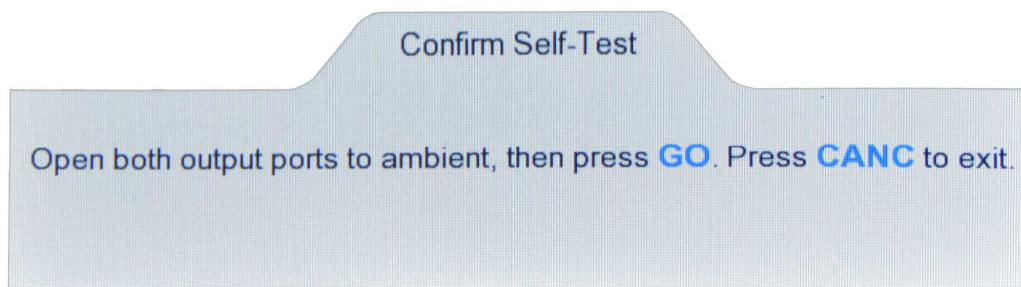 Confirm Self-Test
Open both output ports to ambient, then press GO. Press CANC to exit.